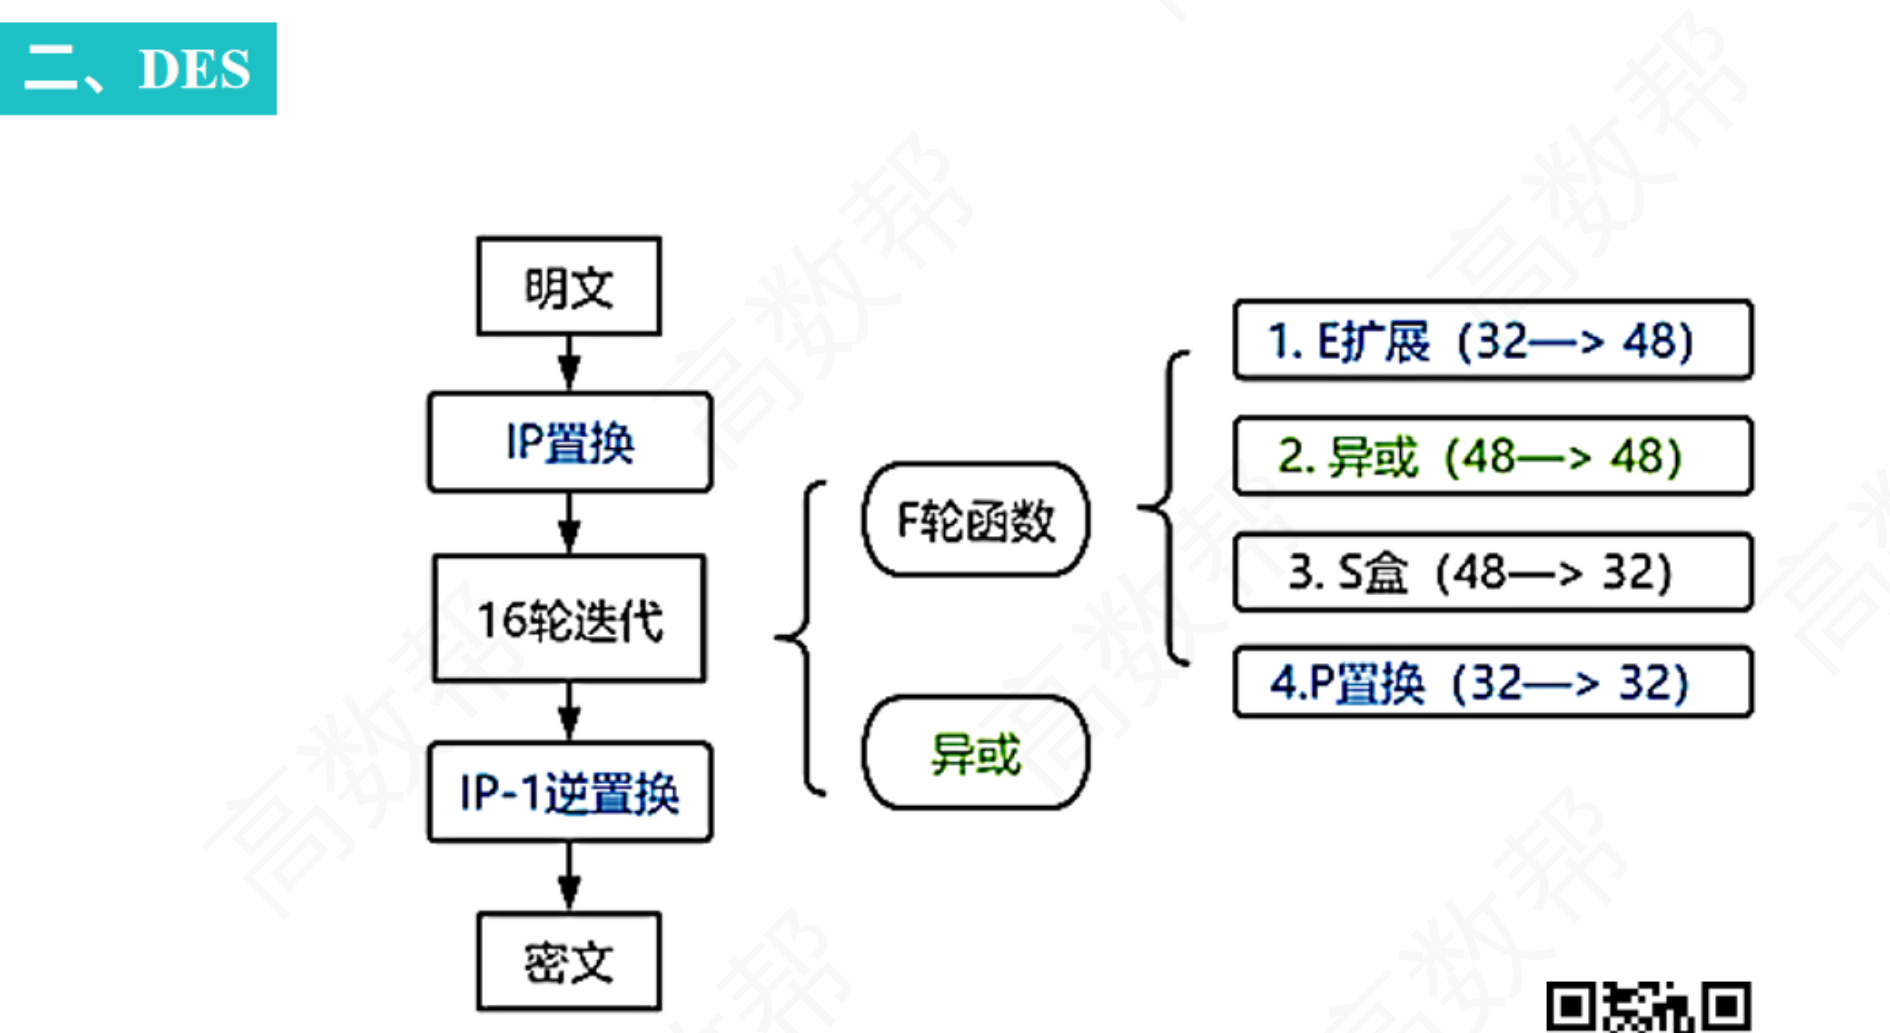 二、DES
明文
IP置换
16轮迭代
IP-1逆置换
密文
F轮函数
异或
1. E扩展（32—> 48）
2. 异或（48—> 48）
3. S盒（48—> 32）
4.P置换（32—> 32）
高数帮
高数帮
高数帮
高数帮
高数帮